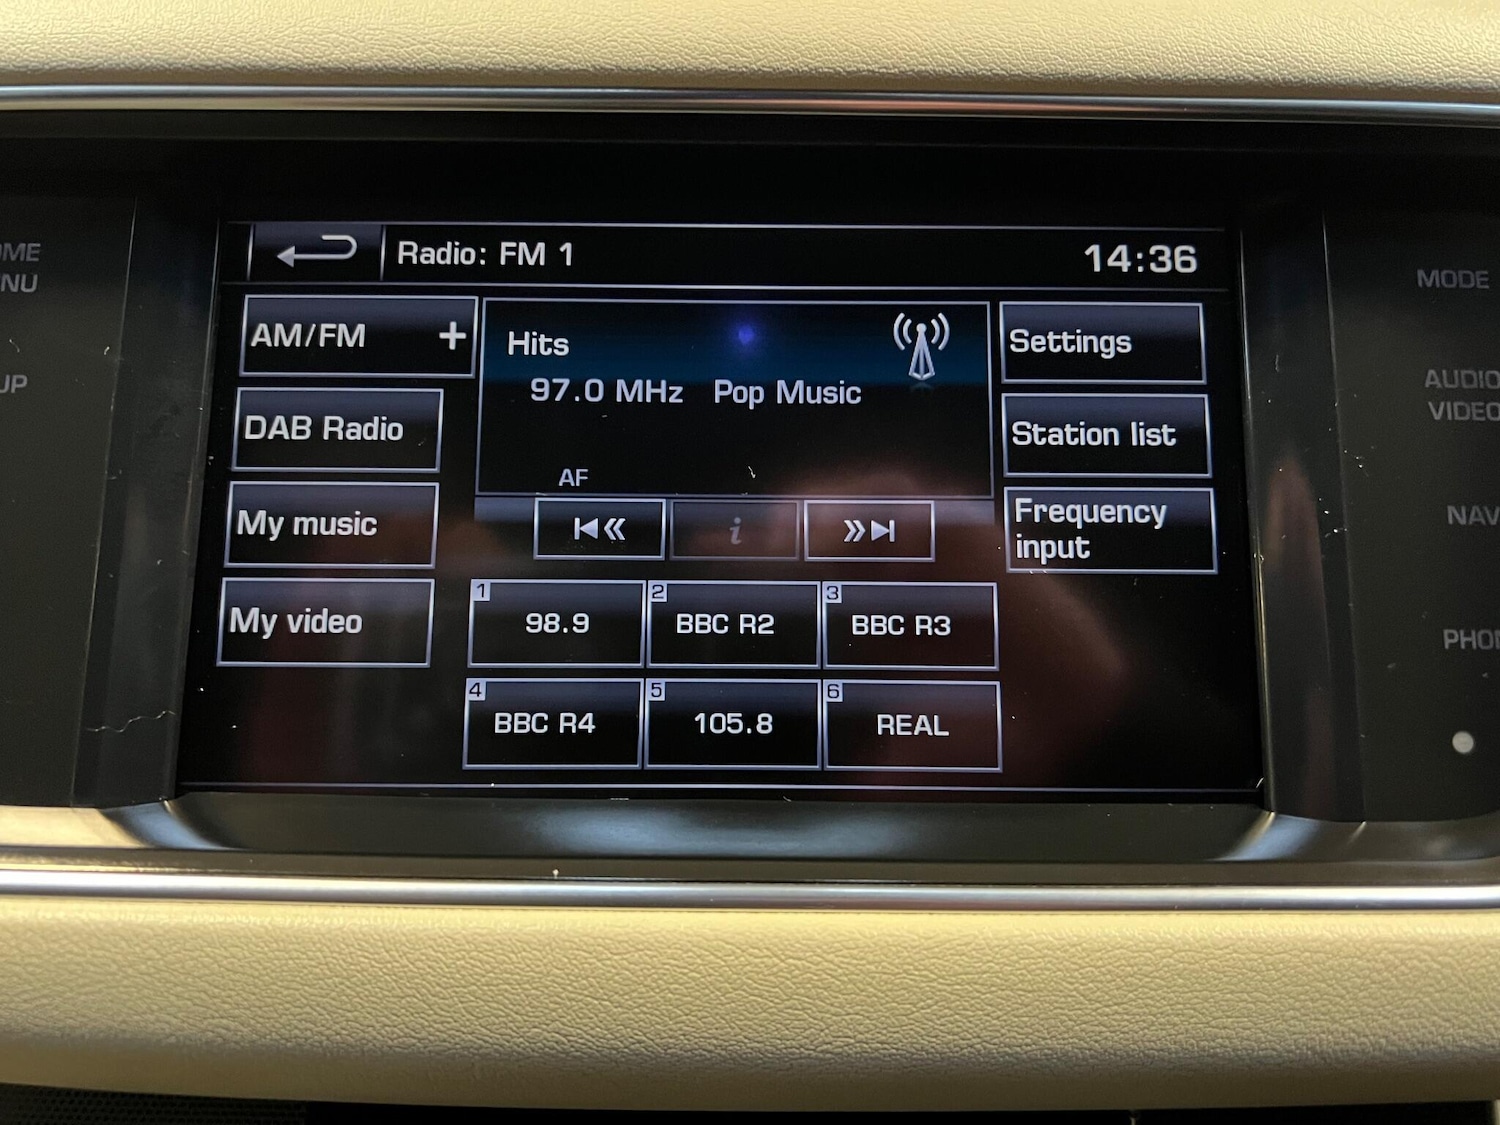 Radio: FM 1
14:36
AM/FM +
DAB Radio
My music
My video
Hits
97.0 MHz Pop Music
AF
i
Settings
Station list
Frequency
input
1 98.9
2 BBC R2
3 BBC R3
4 BBC R4
5 105.8
6 REAL
MODE
AUDIO
VIDEO
NAV